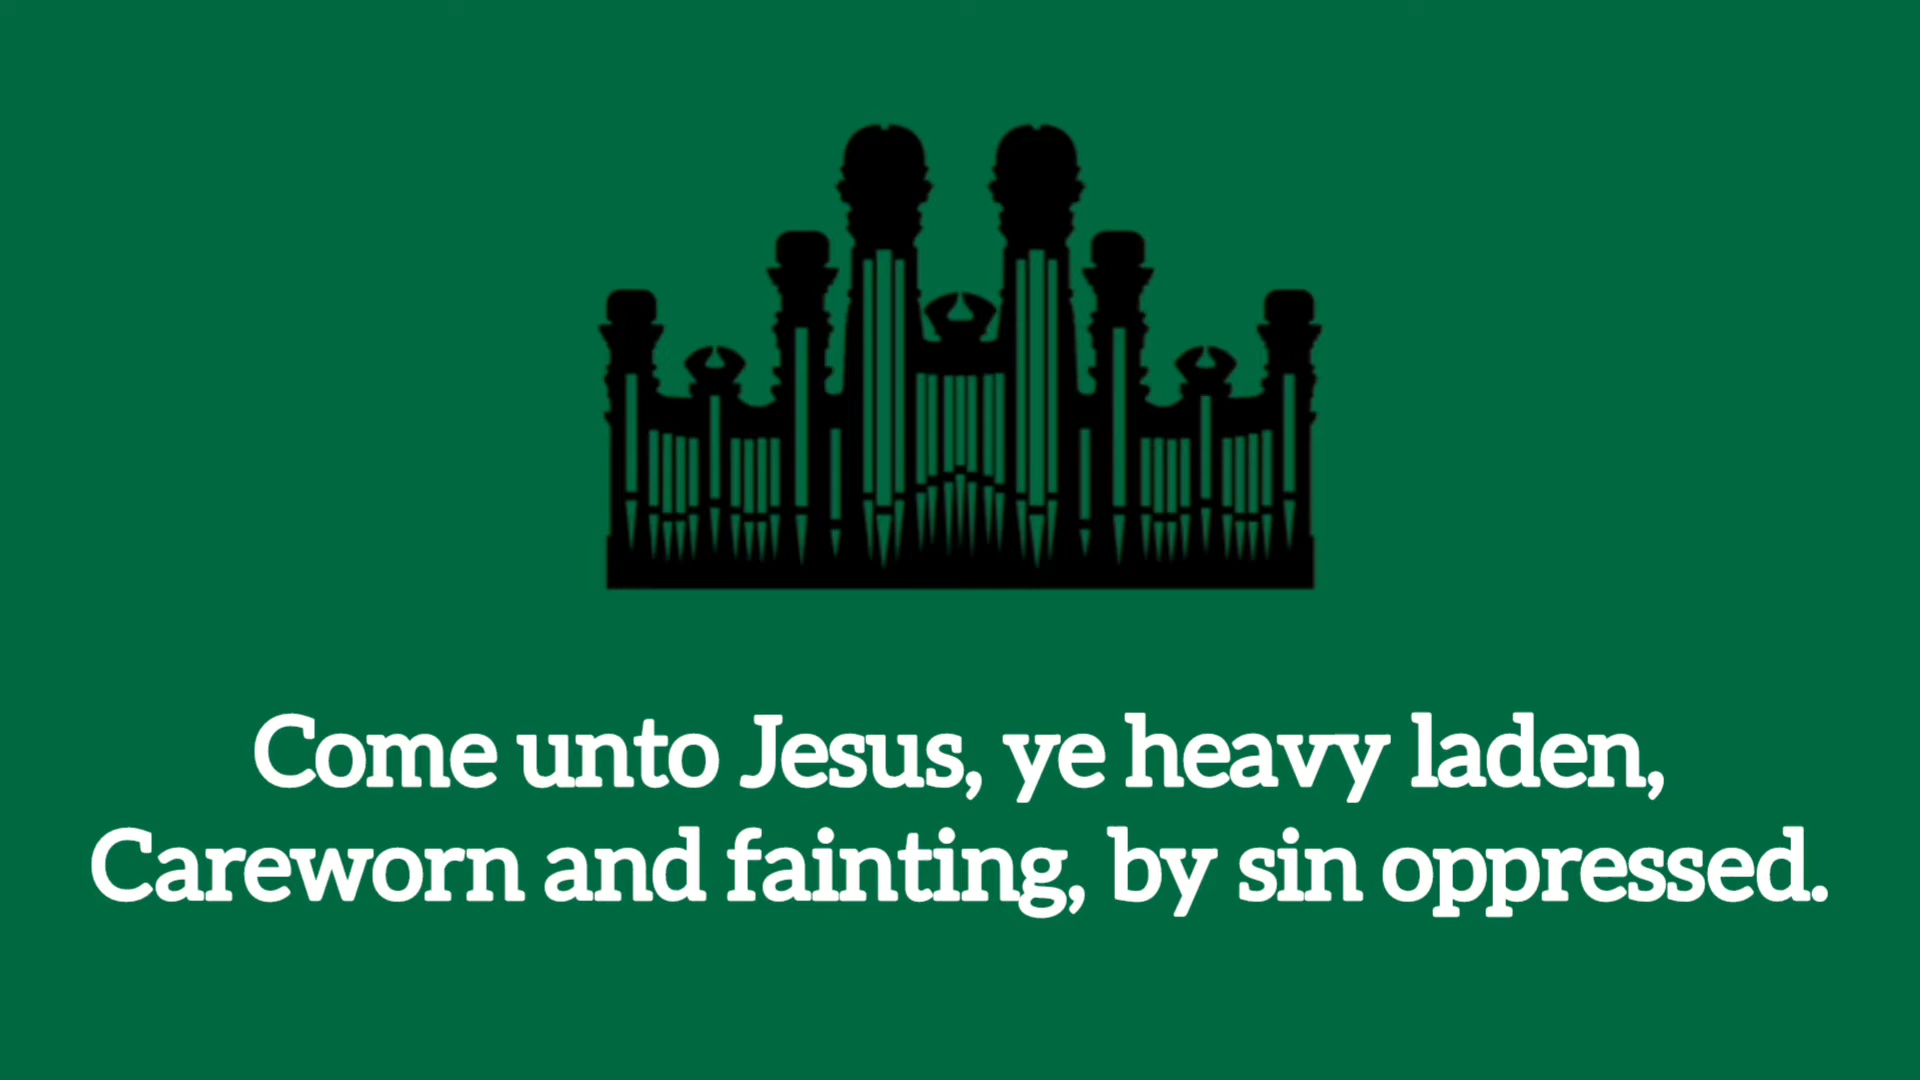 Come unto Jesus, ye heavy laden,
Careworn and fainting, by sin oppressed.